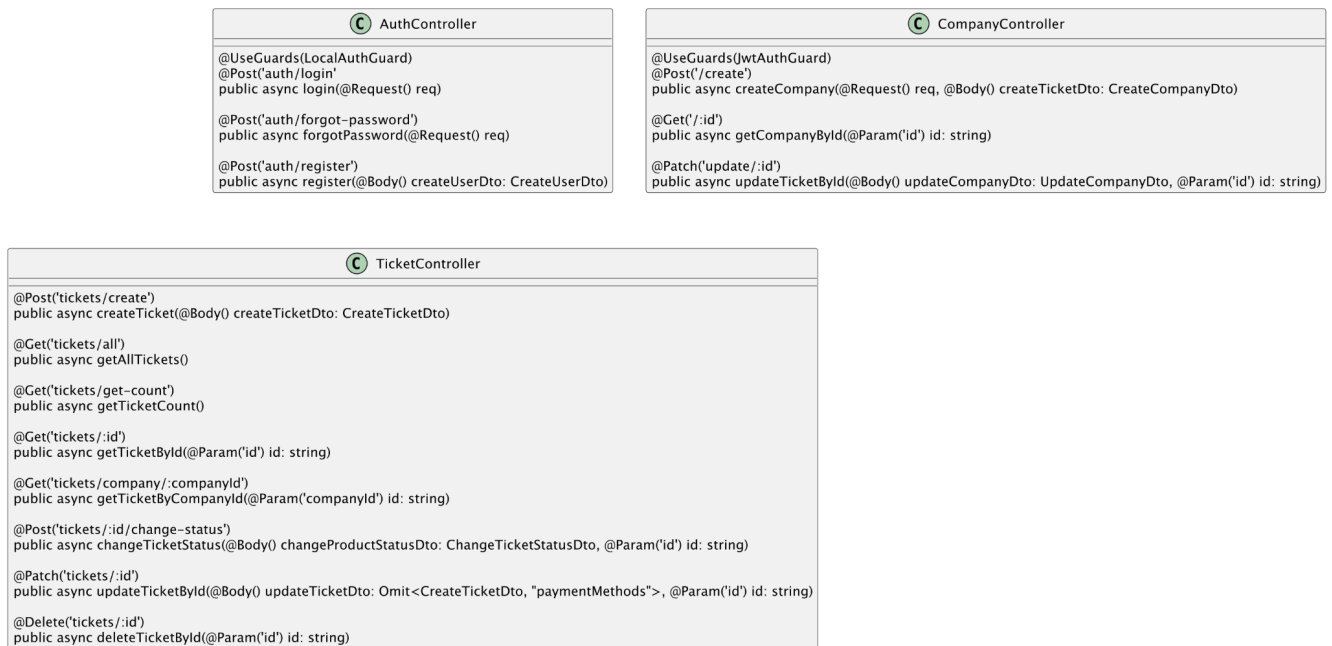 C AuthController
@UseGuards(LocalAuthGuard)
@Post('auth/login'
public async login(@Request() req)
@Post('auth/forgot-password')
public async forgotPassword(@Request() req)
@Post('auth/register')
public async register(@Body() createUserDto: CreateUserDto)
C CompanyController
@UseGuards(JwtAuthGuard)
@Post('/create')
public async createCompany(@Request() req, @Body() createTicketDto: CreateCompanyDto)
@Get('/:id')
public async getCompanyById(@Param('id') id: string)
@Patch('update/:id')
public async updateTicketById(@Body() updateCompanyDto: UpdateCompanyDto, @Param('id') id: string)
C TicketController
@Post('tickets/create')
public async createTicket(@Body() createTicketDto: CreateTicketDto)
@Get('tickets/all')
public async getAllTickets()
@Get('tickets/get-count')
public async getTicketCount()
@Get('tickets/:id')
public async getTicketById(@Param('id') id: string)
@Get('tickets/company/:companyId')
public async getTicketByCompanyId(@Param('companyId') id: string)
@Post('tickets/:id/change-status')
public async changeTicketStatus(@Body() changeProductStatusDto: ChangeTicketStatusDto, @Param('id') id: string)
@Patch('tickets/:id')
public async updateTicketById(@Body() updateTicketDto: Omit<CreateTicketDto, "paymentMethods">, @Param('id') id: string)
@Delete('tickets/:id')
public async deleteTicketById(@Param('id') id: string)